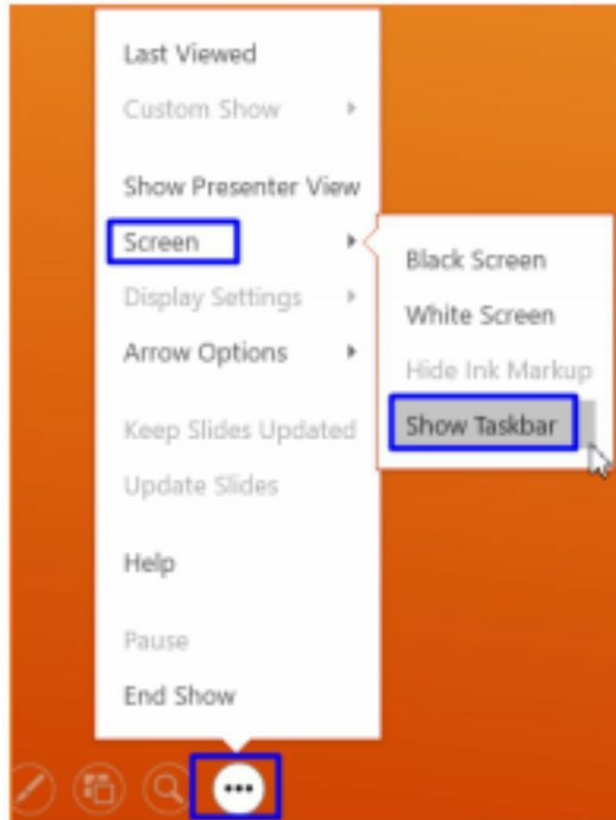 Last Viewed
Custom Show
Show Presenter View
Screen
Display Settings
Arrow Options
Keep Slides Updated
Update Slides
Help
Pause
End Show
Black Screen
White Screen
Hide Ink Markup
Show Taskbar